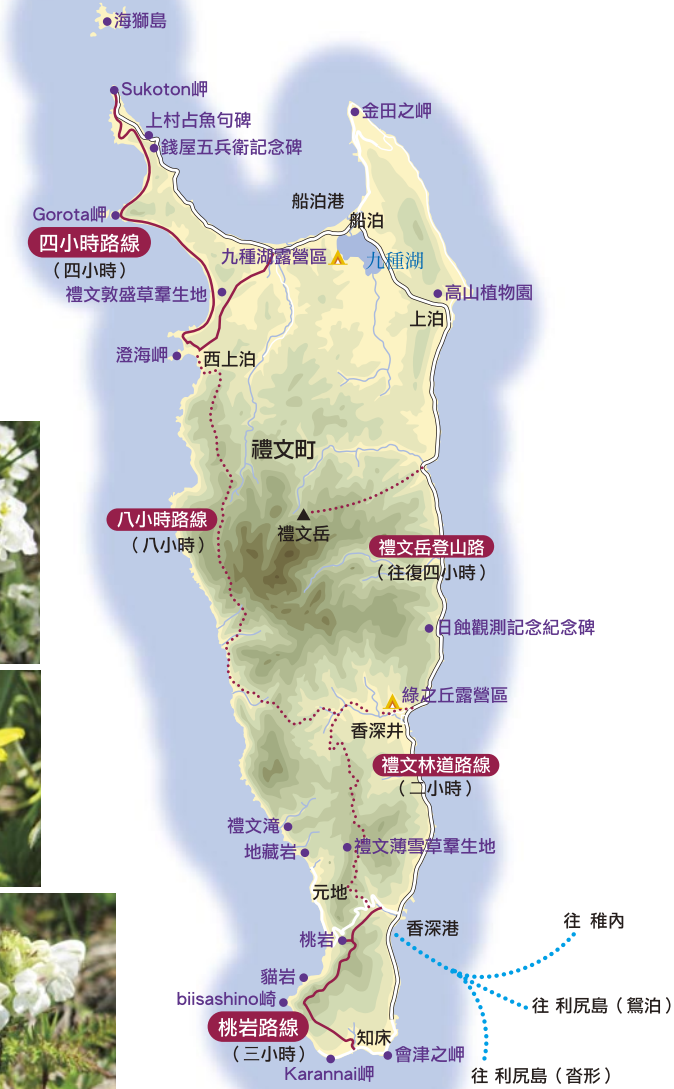 海獅島
Sukoton岬
上村占魚句碑
錢屋五兵衛記念碑
金田之岬
Gorota岬
船泊港
船泊
四小時路線
（四小時）
九種湖露營區
九種湖
禮文敦盛草羣生地
高山植物園
上泊
澄海岬
西上泊
禮文町
八小時路線
（八小時）
禮文岳
禮文岳登山路
（往復四小時）
日蝕觀測記念紀念碑
綠之丘露營區
香深井
禮文林道路線
（二小時）
禮文滝
地藏岩
禮文薄雪草羣生地
元地
香深港
往 稚內
桃岩
貓岩
biisashino崎
往 利尻島（鴛泊）
桃岩路線
（三小時）
知床
會津之岬
Karannai岬
往 利尻島（沓形）